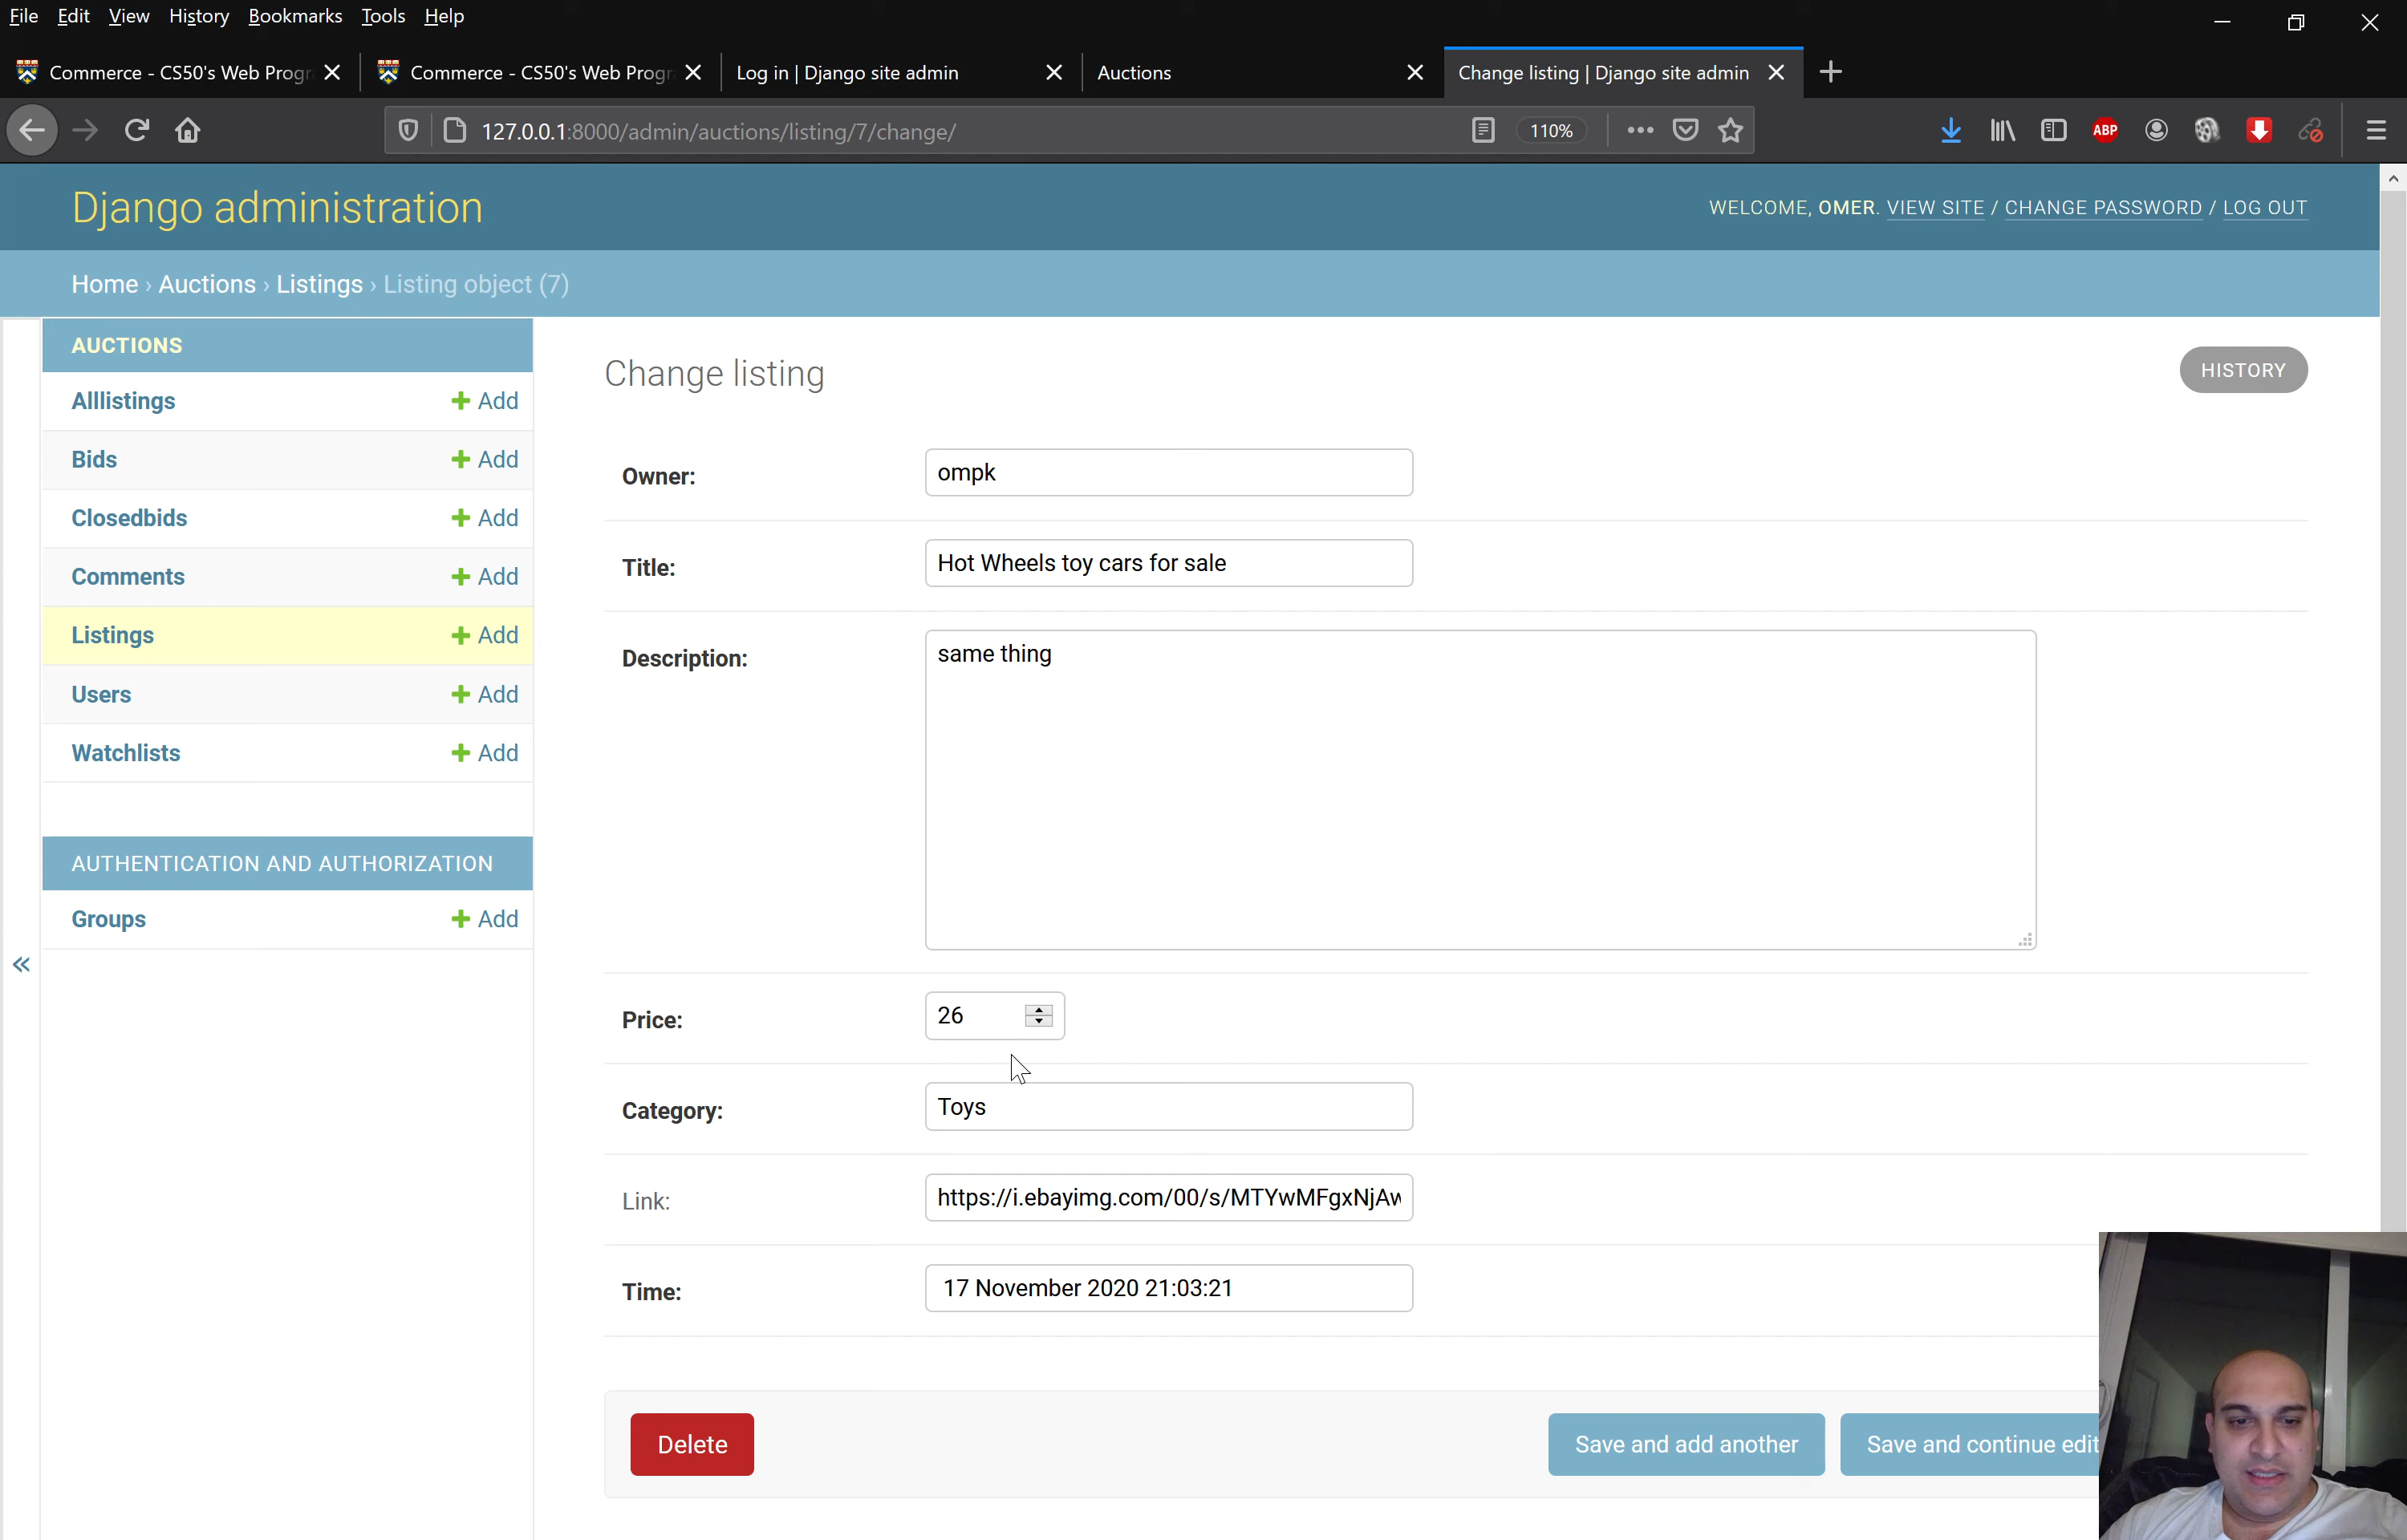 File Edit View History Bookmarks Tools Help
Commerce - CS50's Web Progr
Commerce - CS50's Web Progr
Log in | Django site admin
Auctions
Change listing | Django site admin
127.0.0.1:8000/admin/auctions/listing/7/change/
110%
ABP
Django administration
WELCOME, OMER. VIEW SITE / CHANGE PASSWORD / LOG OUT
Home › Auctions › Listings › Listing object (7)
AUCTIONS
Alllistings + Add
Bids + Add
Closedbids + Add
Comments + Add
Listings + Add
Users + Add
Watchlists + Add
AUTHENTICATION AND AUTHORIZATION
Groups + Add
«
Change listing
HISTORY
Owner: ompk
Title: Hot Wheels toy cars for sale
Description: same thing
Price: 26
Category: Toys
Link: https://i.ebayimg.com/00/s/MTYwMFgxNjAw
Time: 17 November 2020 21:03:21
Delete
Save and add another
Save and continue edit